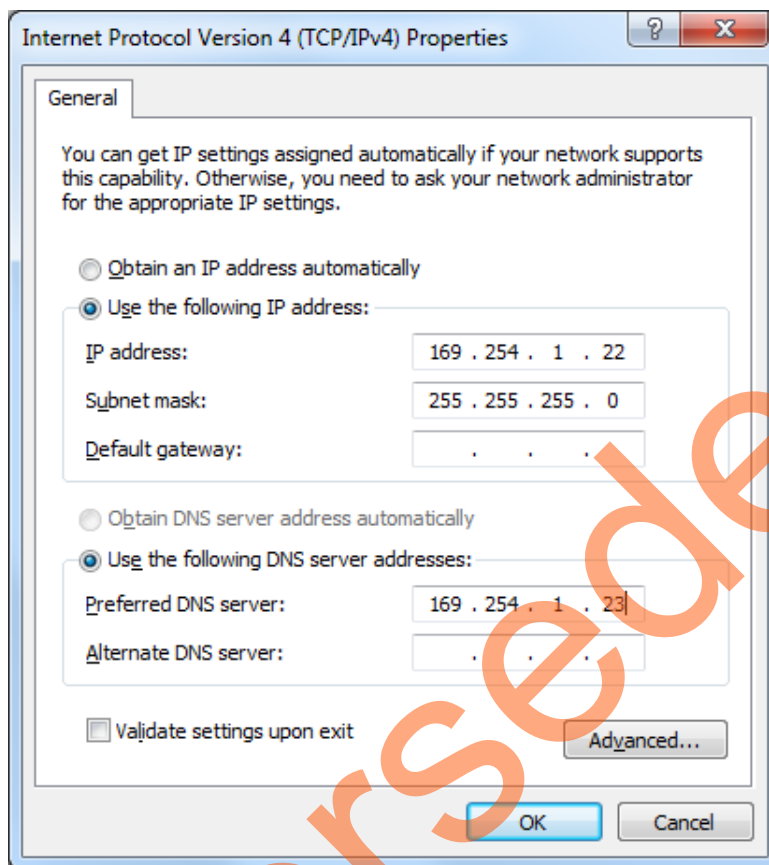 Internet Protocol Version 4 (TCP/IPv4) Properties
General
You can get IP settings assigned automatically if your network supports
this capability. Otherwise, you need to ask your network administrator
for the appropriate IP settings.
Obtain an IP address automatically
Use the following IP address:
IP address: 169 . 254 . 1 . 22
Subnet mask: 255 . 255 . 255 . 0
Default gateway: . . .
Obtain DNS server address automatically
Use the following DNS server addresses:
Preferred DNS server: 169 . 254 . 1 . 23
Alternate DNS server: . . .
Validate settings upon exit
Advanced...
OK Cancel
ersede